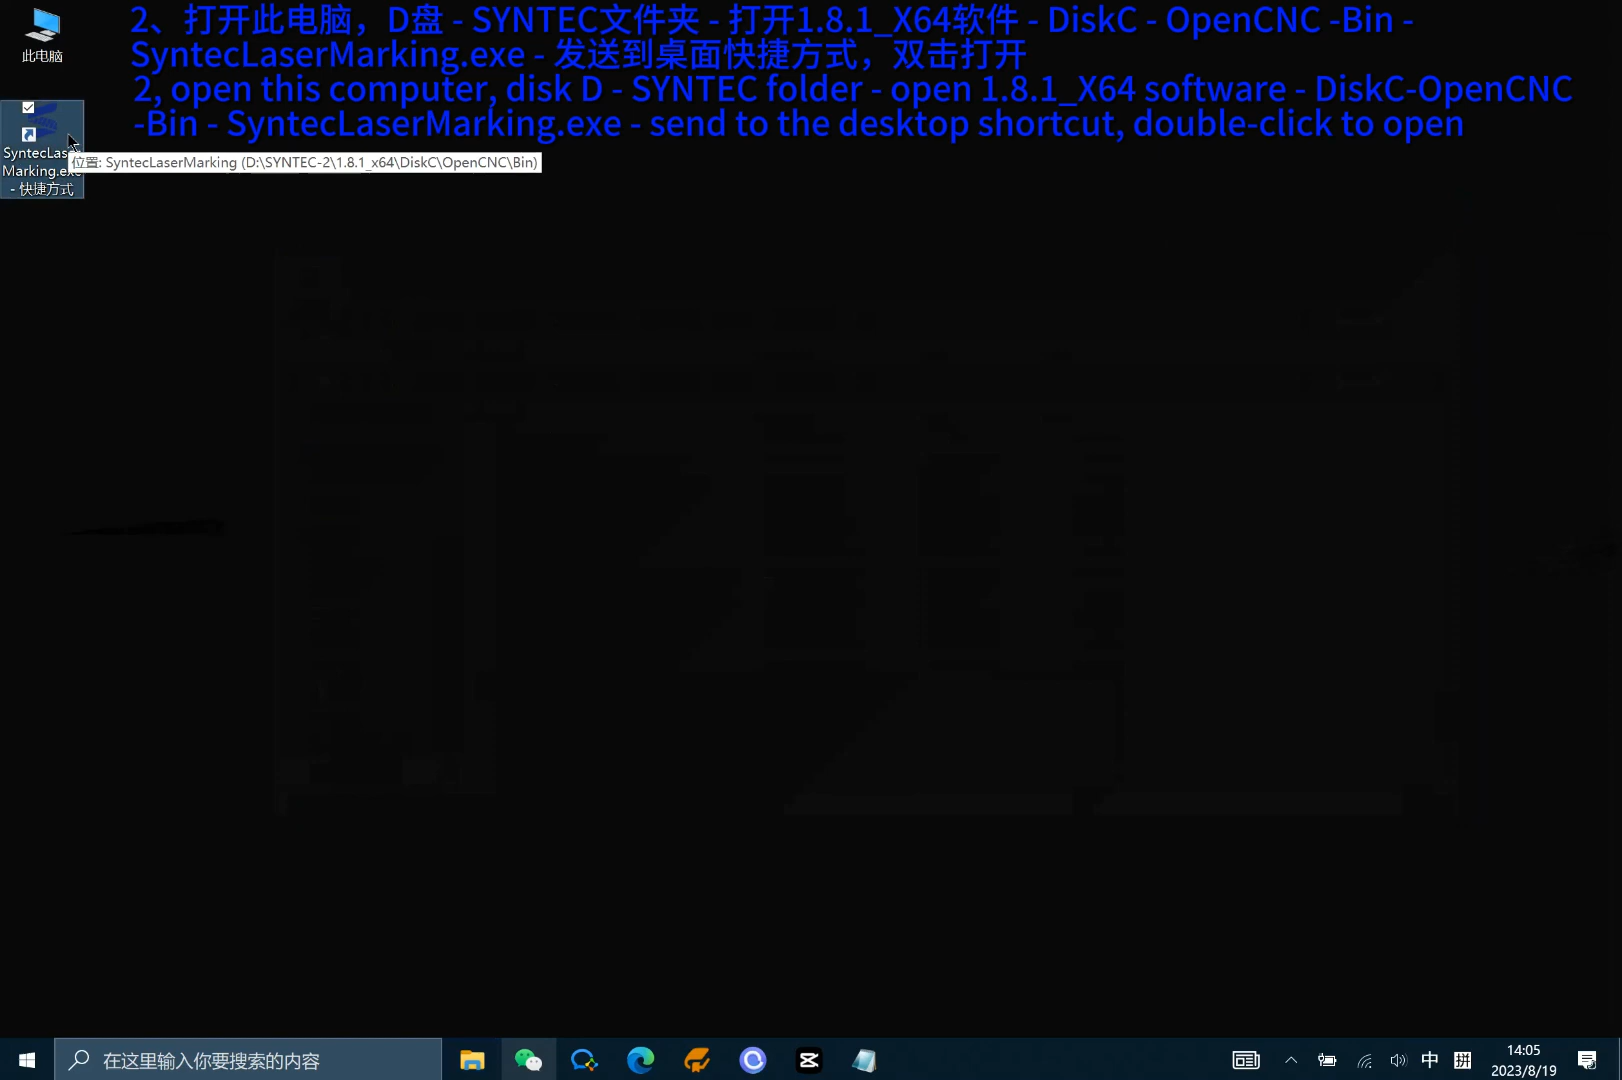 2、打开此电脑，D盘 - SYNTEC文件夹 - 打开1.8.1_X64软件 - DiskC - OpenCNC -Bin -
SyntecLaserMarking.exe - 发送到桌面快捷方式，双击打开
2, open this computer, disk D - SYNTEC folder - open 1.8.1_X64 software - DiskC-OpenCNC
-Bin - SyntecLaserMarking.exe - send to the desktop shortcut, double-click to open
此电脑
SyntecLase
Marking.exe
- 快捷方式
位置: SyntecLaserMarking (D:\SYNTEC-2\1.8.1_x64\DiskC\OpenCNC\Bin)
在这里输入你要搜索的内容
中
拼
14:05
2023/8/19